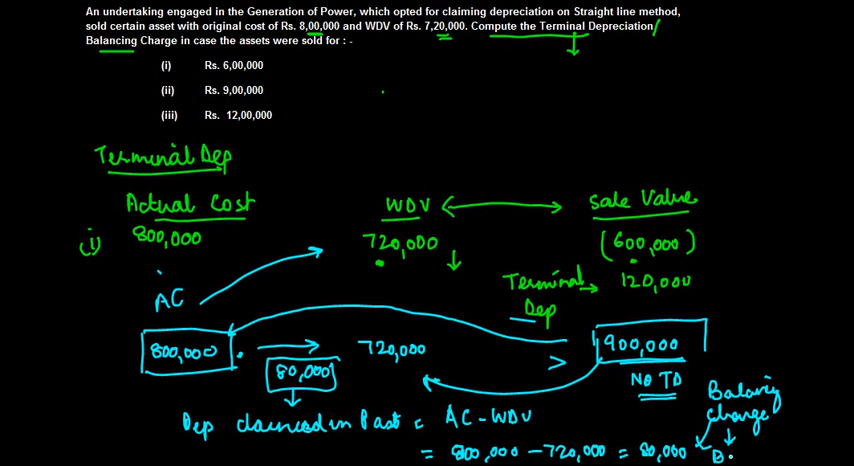 An undertaking engaged in the Generation of Power, which opted for claiming depreciation on Straight line method,
sold certain asset with original cost of Rs. 8,00,000 and WDV of Rs. 7,20,000. Compute the Terminal Depreciation/
Balancing Charge in case the assets were sold for : -
(i) Rs. 6,00,000
(ii) Rs. 9,00,000
(iii) Rs. 12,00,000
Terminal Dep
Actual Cost WDV Sale Value
(i) 800,000 720,000 (600,000)
Terminal Dep 120,000
AC
800,000 720,000 > 900,000
80,000 No TD
Balancing Charge
Dep claimed in Past = AC - WDV
= 800,000 - 720,000 = 80,000 B.